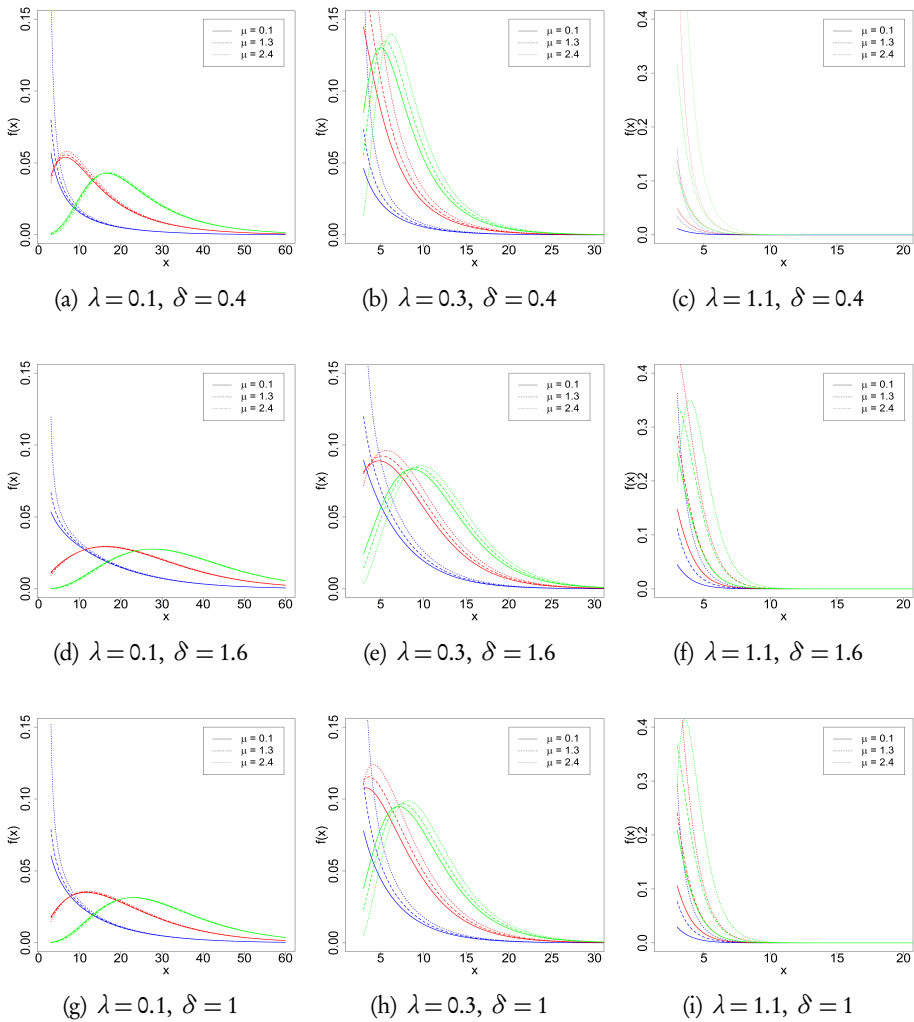 μ = 0.1
μ = 1.3
μ = 2.4
f(x)
0.00 0.05 0.10 0.15
0 10 20 30 40 50 60
x
(a) λ = 0.1, δ = 0.4
μ = 0.1
μ = 1.3
μ = 2.4
f(x)
0.00 0.05 0.10 0.15
5 10 15 20 25 30
x
(b) λ = 0.3, δ = 0.4
μ = 0.1
μ = 1.3
μ = 2.4
f(x)
0.0 0.1 0.2 0.3 0.4
5 10 15 20
x
(c) λ = 1.1, δ = 0.4
μ = 0.1
μ = 1.3
μ = 2.4
f(x)
0.00 0.05 0.10 0.15
0 10 20 30 40 50 60
x
(d) λ = 0.1, δ = 1.6
μ = 0.1
μ = 1.3
μ = 2.4
f(x)
0.00 0.05 0.10 0.15
5 10 15 20 25 30
x
(e) λ = 0.3, δ = 1.6
μ = 0.1
μ = 1.3
μ = 2.4
f(x)
0.0 0.1 0.2 0.3 0.4
5 10 15 20
x
(f) λ = 1.1, δ = 1.6
μ = 0.1
μ = 1.3
μ = 2.4
f(x)
0.00 0.05 0.10 0.15
0 10 20 30 40 50 60
x
(g) λ = 0.1, δ = 1
μ = 0.1
μ = 1.3
μ = 2.4
f(x)
0.00 0.05 0.10 0.15
5 10 15 20 25 30
x
(h) λ = 0.3, δ = 1
μ = 0.1
μ = 1.3
μ = 2.4
f(x)
0.0 0.1 0.2 0.3 0.4
5 10 15 20
x
(i) λ = 1.1, δ = 1